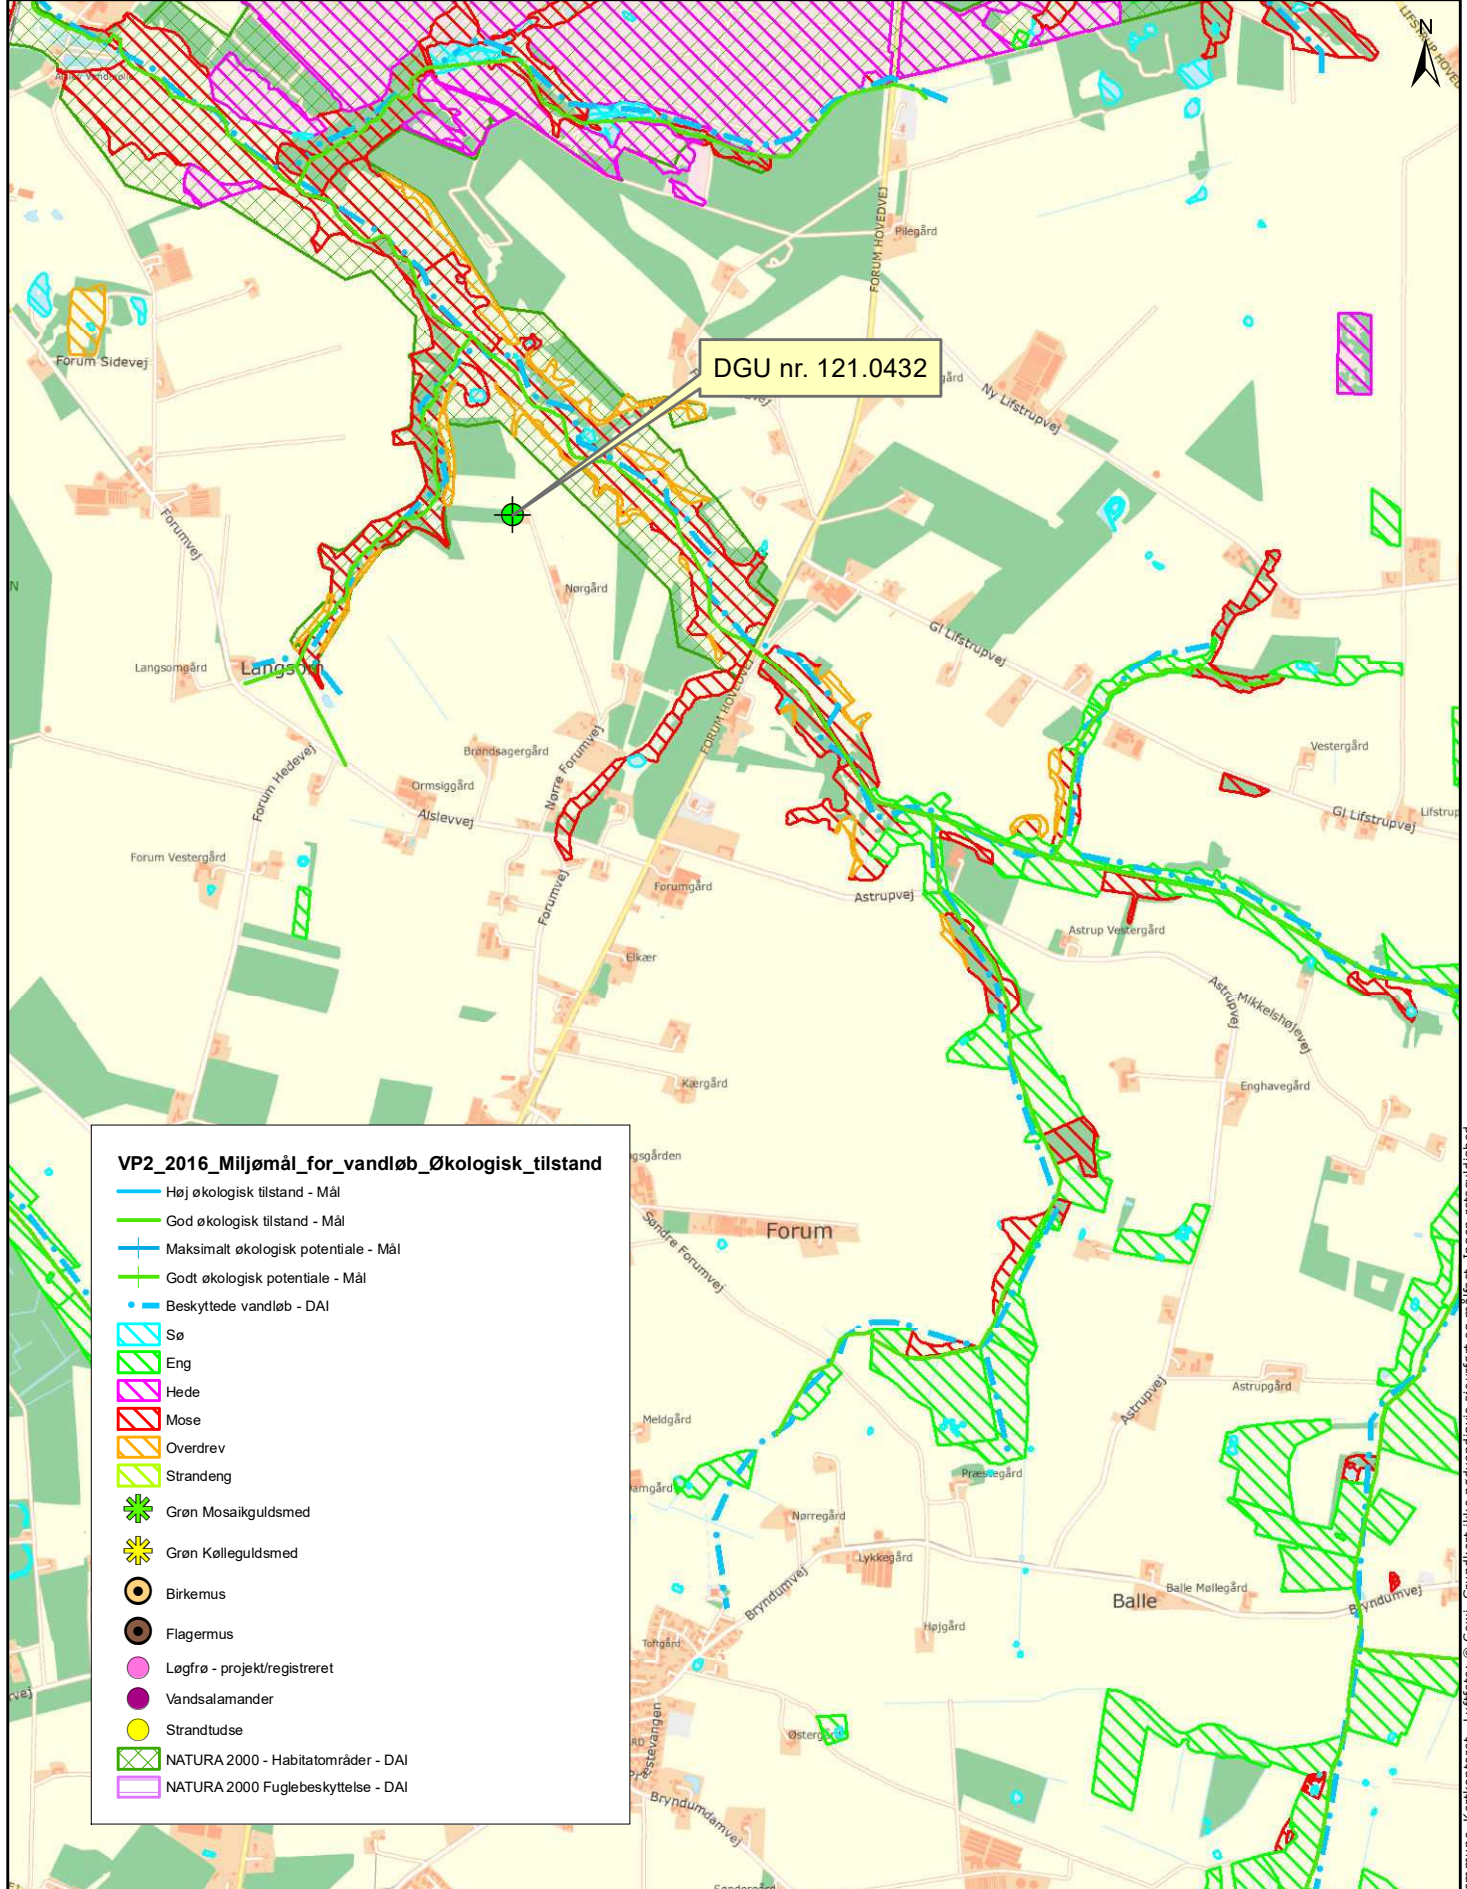 N
FORUM HOVEDVEJ
Pilegård
Forum Sidevej
DGU nr. 121.0432
Ny Lifstrupvej
Forumvej
Nørgård
Gl Lifstrupvej
Langsomgård
Langsom
FORUM HOVEDVEJ
Brøndsagergård
Nørre Forumvej
Vestergård
Forum Hedevej
Ormsiggård
Alslevvej
Gl Lifstrupvej
Forum Vestergård
Forumgård
Forumvej
Astrupvej
Astrup Vestergård
Elkær
Astrupvej
Mikkelshøjevej
Kærgård
Enghavegård
VP2_2016_Miljømål_for_vandløb_Økologisk_tilstand
Høj økologisk tilstand - Mål
God økologisk tilstand - Mål
Maksimalt økologisk potentiale - Mål
Godt økologisk potentiale - Mål
Beskyttede vandløb - DAI
Sø
Eng
Hede
Mose
Overdrev
Strandeng
Grøn Mosaikguldsmed
Grøn Kølleguldsmed
Birkemus
Flagermus
Løgfrø - projekt/registreret
Vandsalamander
Strandtudse
NATURA 2000 - Habitatområder - DAI
NATURA 2000 Fuglebeskyttelse - DAI
Søndre Forumvej
Forum
Astrupgård
Astrupvej
Meldgård
Præstegård
Nørregård
Lykkegård
Bryndumvej
Balle
Balle Møllegård
Bryndumvej
Højgård
Toftgård
Østergård
Bryndumdamvej